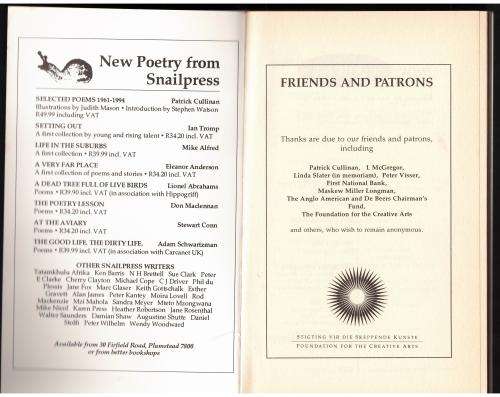 New Poetry from
Snailpress
SELECTED POEMS 1961-1994 Patrick Cullinan
Illustrations by Judith Mason • Introduction by Stephen Watson
R49.99 including VAT
SETTING OUT Ian Tromp
A first collection by young and rising talent • R34.20 incl. VAT
LIFE IN THE SUBURBS Mike Alfred
A first collection • R39.99 incl. VAT
A VERY FAR PLACE Eleanor Anderson
A first collection of poems and stories • R34.20 incl. VAT
A DEAD TREE FULL OF LIVE BIRDS Lionel Abrahams
Poems • R39.90 incl. VAT (in association with Hippogriff)
THE POETRY LESSON Don Maclennan
Poems • R34.20 incl. VAT
AT THE AVIARY Stewart Conn
Poems • R34.20 incl. VAT
THE GOOD LIFE. THE DIRTY LIFE. Adam Schwartzman
Poems • R39.99 incl. VAT (in association with Carcanet UK)
OTHER SNAILPRESS WRITERS
Tatamkhulu Afrika Ken Barris N H Brettell Sue Clark Peter
E Clarke Cherry Clayton Michael Cope C J Driver Phil du
Plessis Jane Fox Marc Glaser Keith Gottschalk Esther
Gravett Alan James Peter Kantey Moira Lovell Rod
Mackenzie Mzi Mahola Sandra Meyer Mavis Mzongwana
Mike Nicol Karen Press Heather Robertson Jane Rosenthal
Walter Saunders Damian Shaw Augustine Shutte Daniel
Stolfi Peter Wilhelm Wendy Woodward
Available from 30 Firfield Road, Plumstead 7800
or from better bookshops
FRIENDS AND PATRONS
Thanks are due to our friends and patrons,
including
Patrick Cullinan, I. McGregor,
Linda Slater (in memoriam), Peter Visser,
First National Bank,
Maskew Miller Longman,
The Anglo American and De Beers Chairman's
Fund,
The Foundation for the Creative Arts
and others, who wish to remain anonymous.
STIGTING VIR DIE SKEPPENDE KUNSTE
FOUNDATION FOR THE CREATIVE ARTS